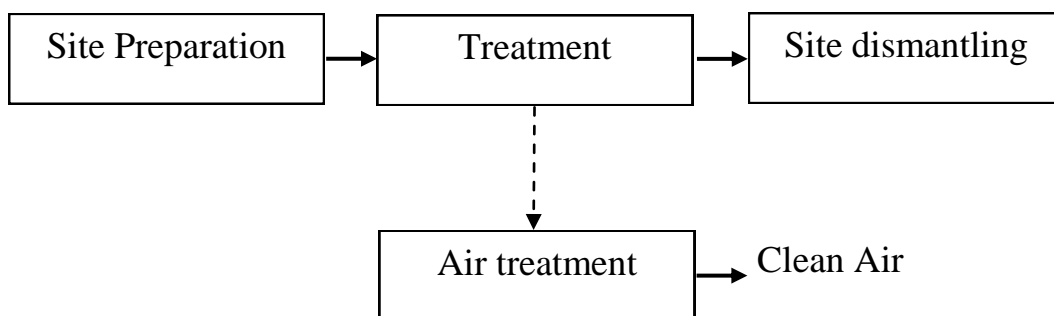 Site Preparation
Treatment
Site dismantling
Air treatment
Clean Air